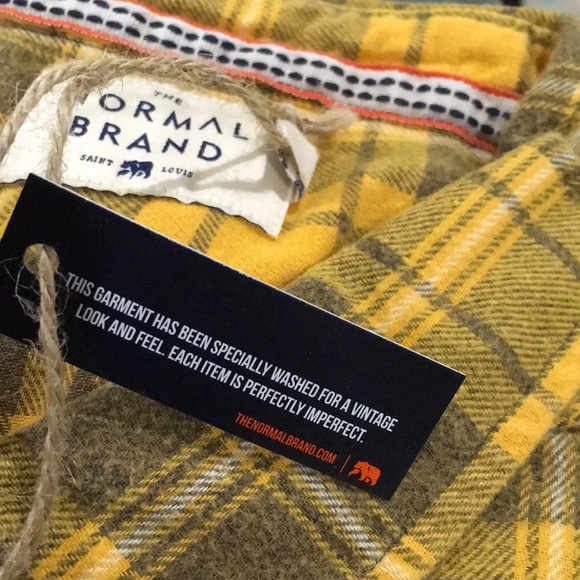 THE
NORMAL
BRAND
SAINT LOUIS
THIS GARMENT HAS BEEN SPECIALLY WASHED FOR A VINTAGE
LOOK AND FEEL. EACH ITEM IS PERFECTLY IMPERFECT.
THENORMALBRAND.COM